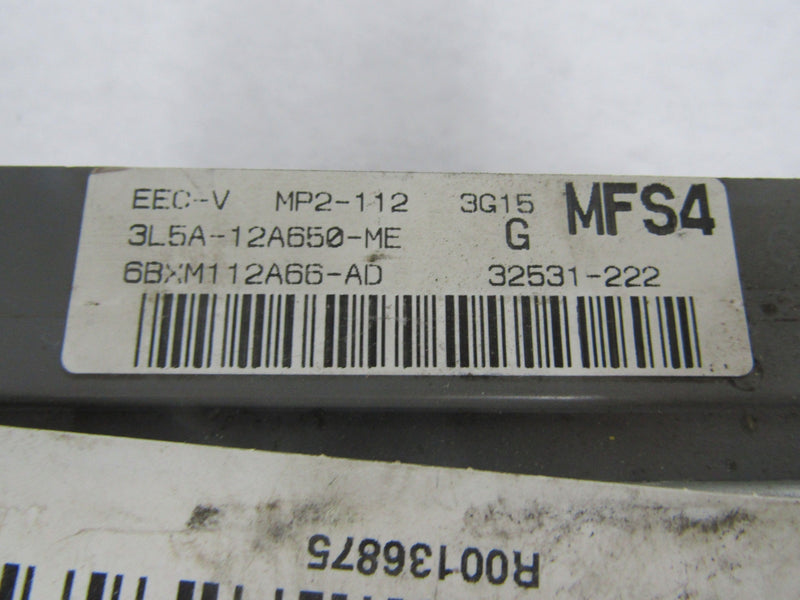 EEC-V MP2-112 3G15 MFS4
3L5A-12A650-ME G
6BXM112A66-AD 32531-222
R00136875